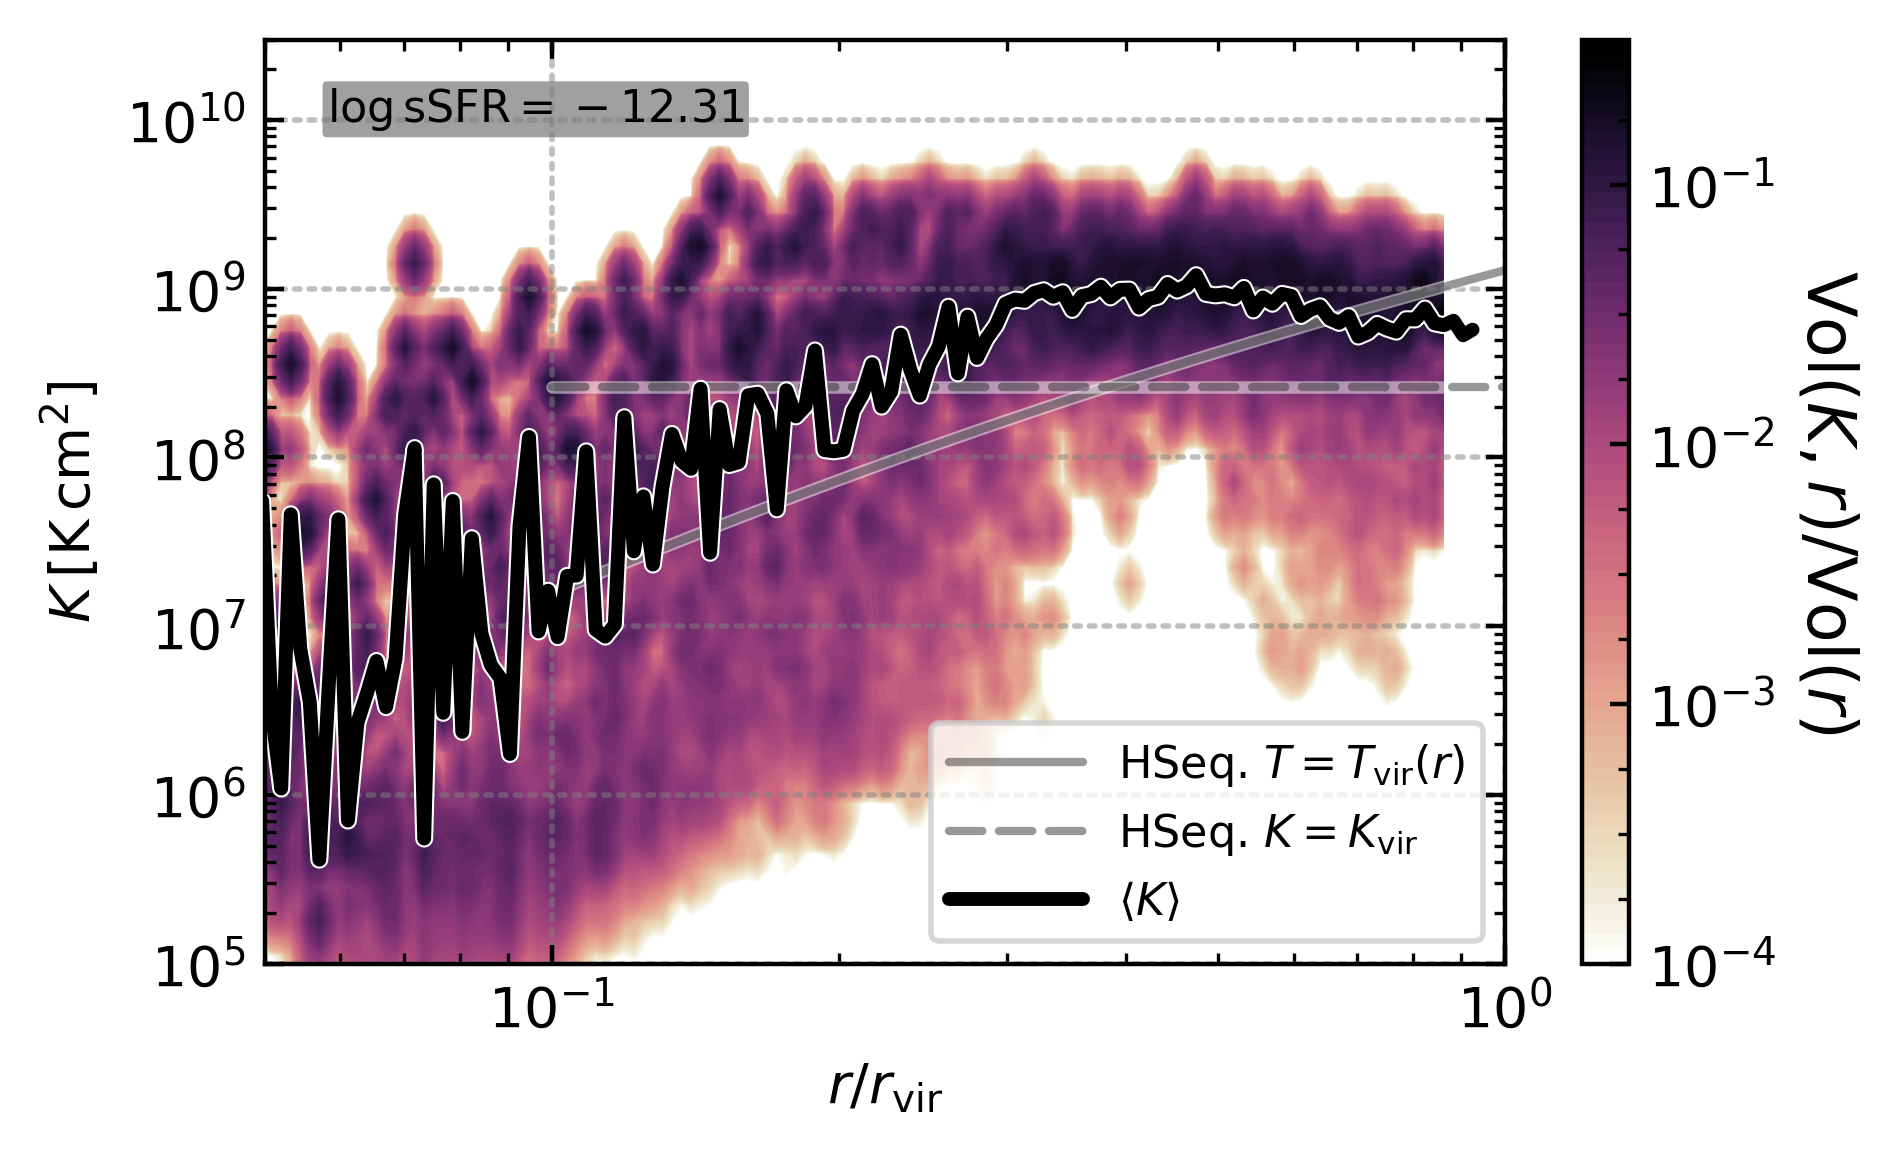 log sSFR = − 12.31
10^10
10^9
10^8
10^7
10^6
10^5
K [K cm^2]
10^−1
10^0
r/r_vir
HSeq. T = T_vir(r)
HSeq. K = K_vir
⟨K⟩
10^−1
10^−2
10^−3
10^−4
Vol(K, r)/Vol(r)